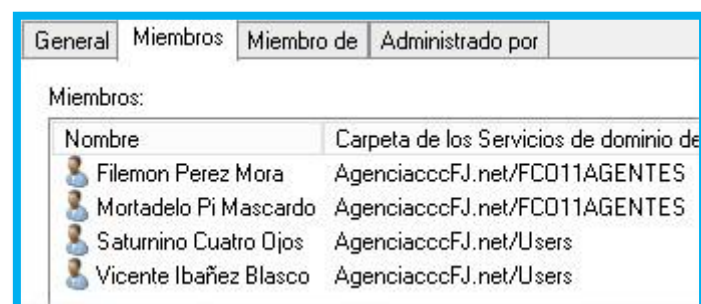 General Miembros Miembro de Administrado por
Miembros:
Nombre Carpeta de los Servicios de dominio de
Filemon Perez Mora AgenciacccFJ.net/FCO11AGENTES
Mortadelo Pi Mascardo AgenciacccFJ.net/FCO11AGENTES
Saturnino Cuatro Ojos AgenciacccFJ.net/Users
Vicente Ibañez Blasco AgenciacccFJ.net/Users